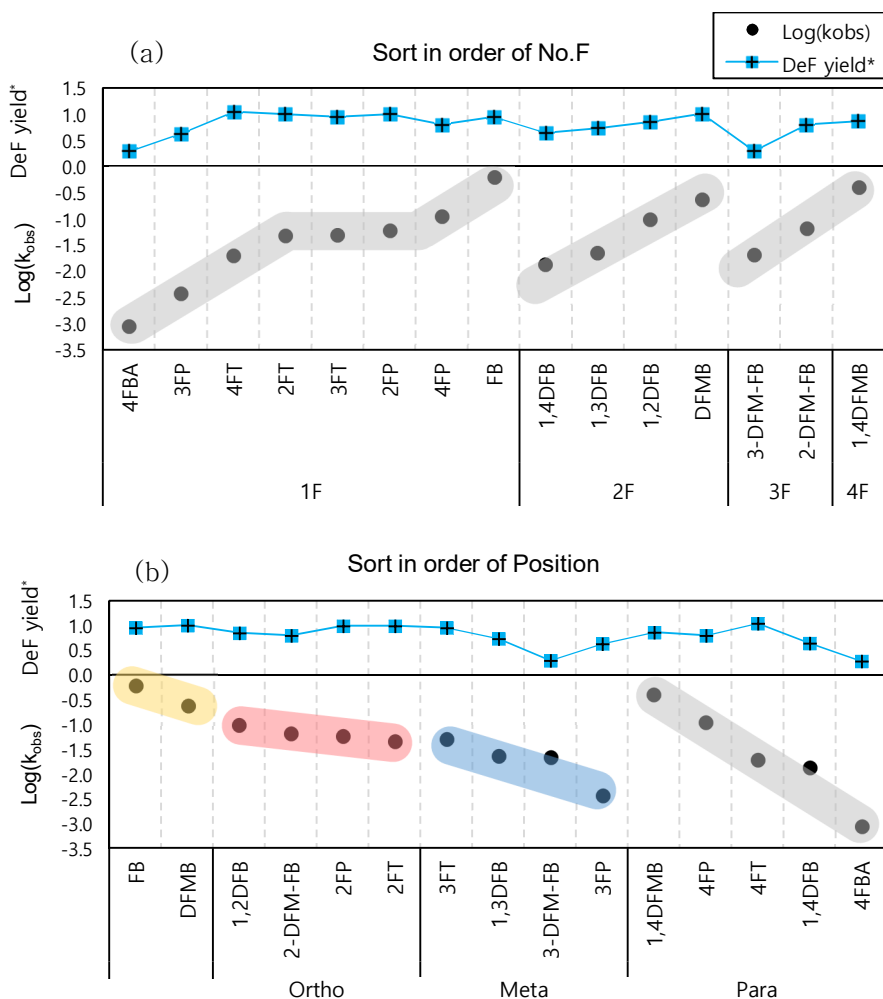 (a)
Sort in order of No.F
Log(kobs)
DeF yield*
DeF yield*
1.5
1.0
0.5
0.0
Log(kobs)
-0.5
-1.0
-1.5
-2.0
-2.5
-3.0
-3.5
4FBA
3FP
4FT
2FT
3FT
2FP
4FP
FB
1,4DFB
1,3DFB
1,2DFB
DFMB
3-DFM-FB
2-DFM-FB
1,4DFMB
1F
2F
3F
4F
(b)
Sort in order of Position
DeF yield*
1.5
1.0
0.5
0.0
Log(kobs)
-0.5
-1.0
-1.5
-2.0
-2.5
-3.0
-3.5
FB
DFMB
1,2DFB
2-DFM-FB
2FP
2FT
3FT
1,3DFB
3-DFM-FB
3FP
1,4DFMB
4FP
4FT
1,4DFB
4FBA
Ortho
Meta
Para